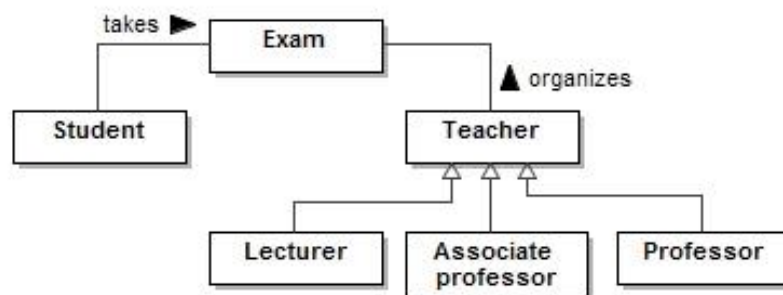 takes
Exam
organizes
Student
Teacher
Lecturer
Associate
professor
Professor